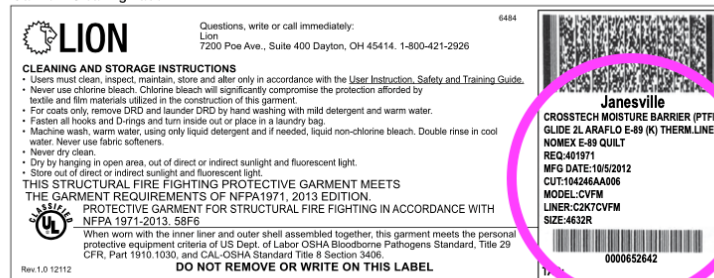 6484
LION
Questions, write or call immediately:
Lion
7200 Poe Ave., Suite 400 Dayton, OH 45414. 1-800-421-2926
CLEANING AND STORAGE INSTRUCTIONS
• Users must clean, inspect, maintain, store and alter only in accordance with the User Instruction, Safety and Training Guide.
• Never use chlorine bleach. Chlorine bleach will significantly compromise the protection afforded by
textile and film materials utilized in the construction of this garment.
• For coats only, remove DRD and launder DRD by hand washing with mild detergent and warm water.
• Fasten all hooks and D-rings and turn inside out or place in a laundry bag.
• Machine wash, warm water, using only liquid detergent and if needed, liquid non-chlorine bleach. Double rinse in cool
water. Never use fabric softeners.
• Never dry clean.
• Dry by hanging in open area, out of direct or indirect sunlight and fluorescent light.
• Store out of direct or indirect sunlight and fluorescent light.
THIS STRUCTURAL FIRE FIGHTING PROTECTIVE GARMENT MEETS
THE GARMENT REQUIREMENTS OF NFPA1971, 2013 EDITION.
CLASSIFIED
UL
PROTECTIVE GARMENT FOR STRUCTURAL FIRE FIGHTING IN ACCORDANCE WITH
NFPA 1971-2013. 58F6
When worn with the inner liner and outer shell assembled together, this garment meets the personal
protective equipment criteria of US Dept. of Labor OSHA Bloodborne Pathogens Standard, Title 29
CFR, Part 1910.1030, and CAL-OSHA Standard Title 8 Section 3406.
Rev.1,0 12112
DO NOT REMOVE OR WRITE ON THIS LABEL
Janesville
CROSSTECH MOISTURE BARRIER (PTF
GLIDE 2L ARAFLO E-89 (K) THERM.LINE
NOMEX E-89 QUILT
REQ:401971
MFG DATE:10/5/2012
CUT:104246AA006
MODEL:CVFM
LINER:C2K7CVFM
SIZE:4632R
0000652642